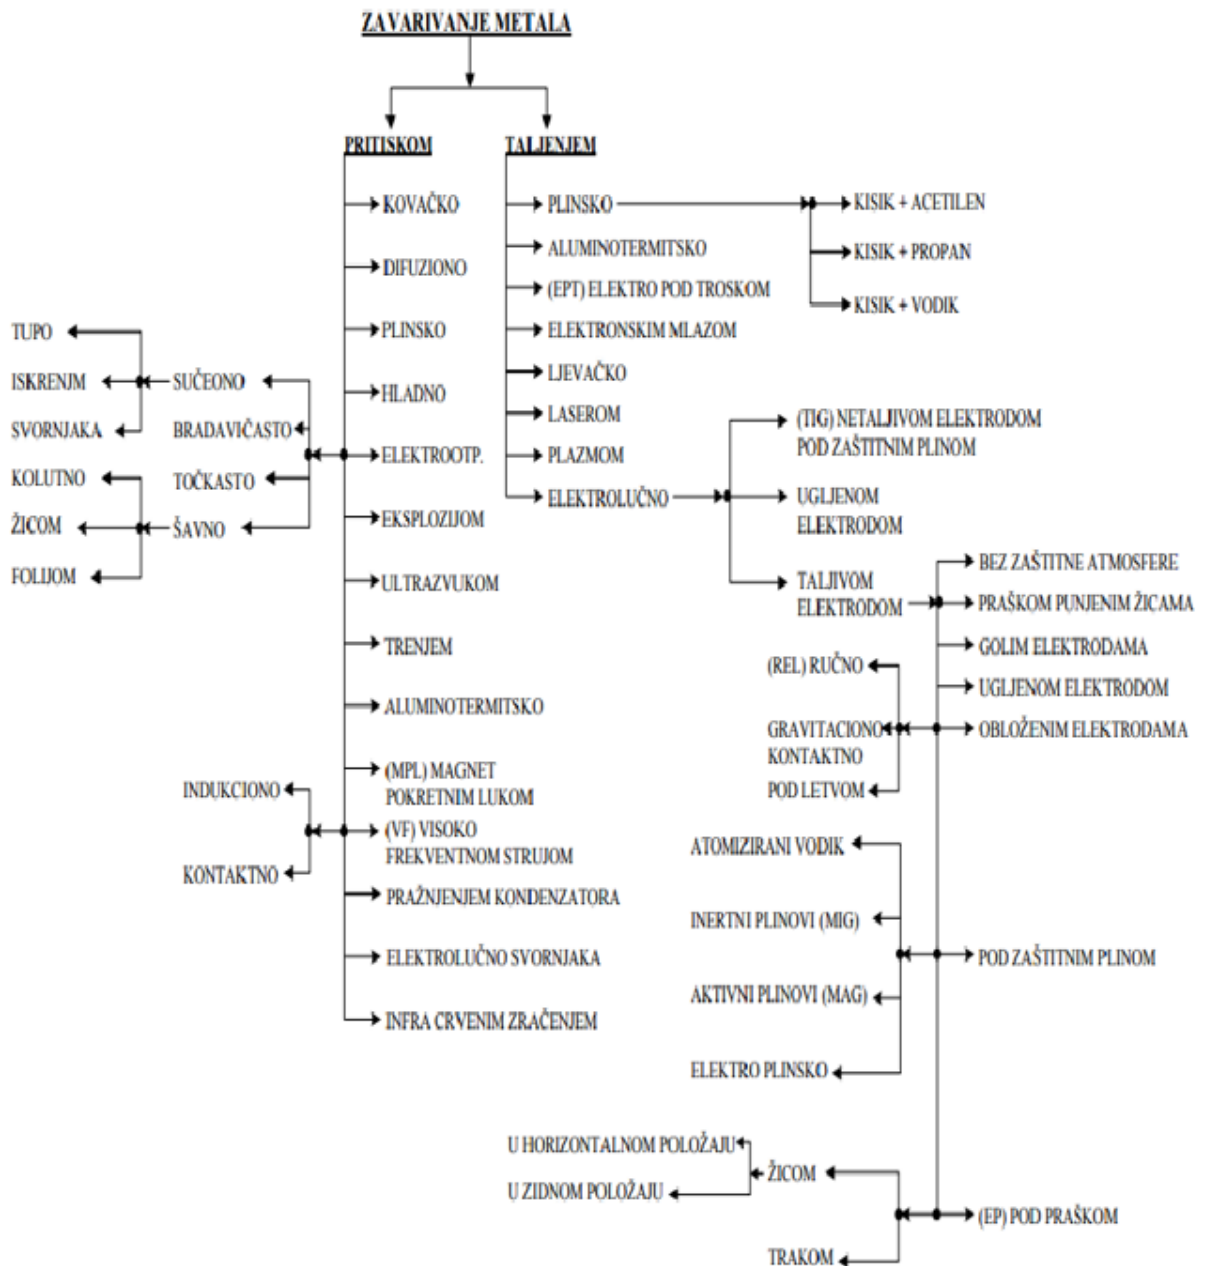 ZAVARIVANJE METALA
PRITISKOM
KOVAČKO
DIFUZIONO
PLINSKO
HLADNO
ELEKTROOTP.
EKSPLOZIJOM
ULTRAZVUKOM
TRENJEM
ALUMINOTERMITSKO
(MPL) MAGNET
POKRETNIM LUKOM
(VF) VISOKO
FREKVENTNOM STRUJOM
PRAŽNJENJEM KONDENZATORA
ELEKTROLUČNO SVORNJAKA
INFRA CRVENIM ZRAČENJEM
SUČEONO
BRADAVIČASTO
TOČKASTO
ŠAVNO
TUPO
ISKRENJM
SVORNJAKA
KOLUTNO
ŽICOM
FOLIJOM
INDUKCIONO
KONTAKTNO
TALJENJEM
PLINSKO
ALUMINOTERMITSKO
(EPT) ELEKTRO POD TROSKOM
ELEKTRONSKIM MLAZOM
LJEVAČKO
LASEROM
PLAZMOM
ELEKTROLUČNO
KISIK + ACETILEN
KISIK + PROPAN
KISIK + VODIK
(TIG) NETALJIVOM ELEKTRODOM
POD ZAŠTITNIM PLINOM
UGLJENOM
ELEKTRODOM
TALJIVOM
ELEKTRODOM
BEZ ZAŠTITNE ATMOSFERE
PRAŠKOM PUNJENIM ŽICAMA
GOLIM ELEKTRODAMA
UGLJENOM ELEKTRODOM
OBLOŽENIM ELEKTRODAMA
(REL) RUČNO
GRAVITACIONO
KONTAKTNO
POD LETVOM
POD ZAŠTITNIM PLINOM
ATOMIZIRANI VODIK
INERTNI PLINOVI (MIG)
AKTIVNI PLINOVI (MAG)
ELEKTRO PLINSKO
(EP) POD PRAŠKOM
ŽICOM
TRAKOM
U HORIZONTALNOM POLOŽAJU
U ZIDNOM POLOŽAJU